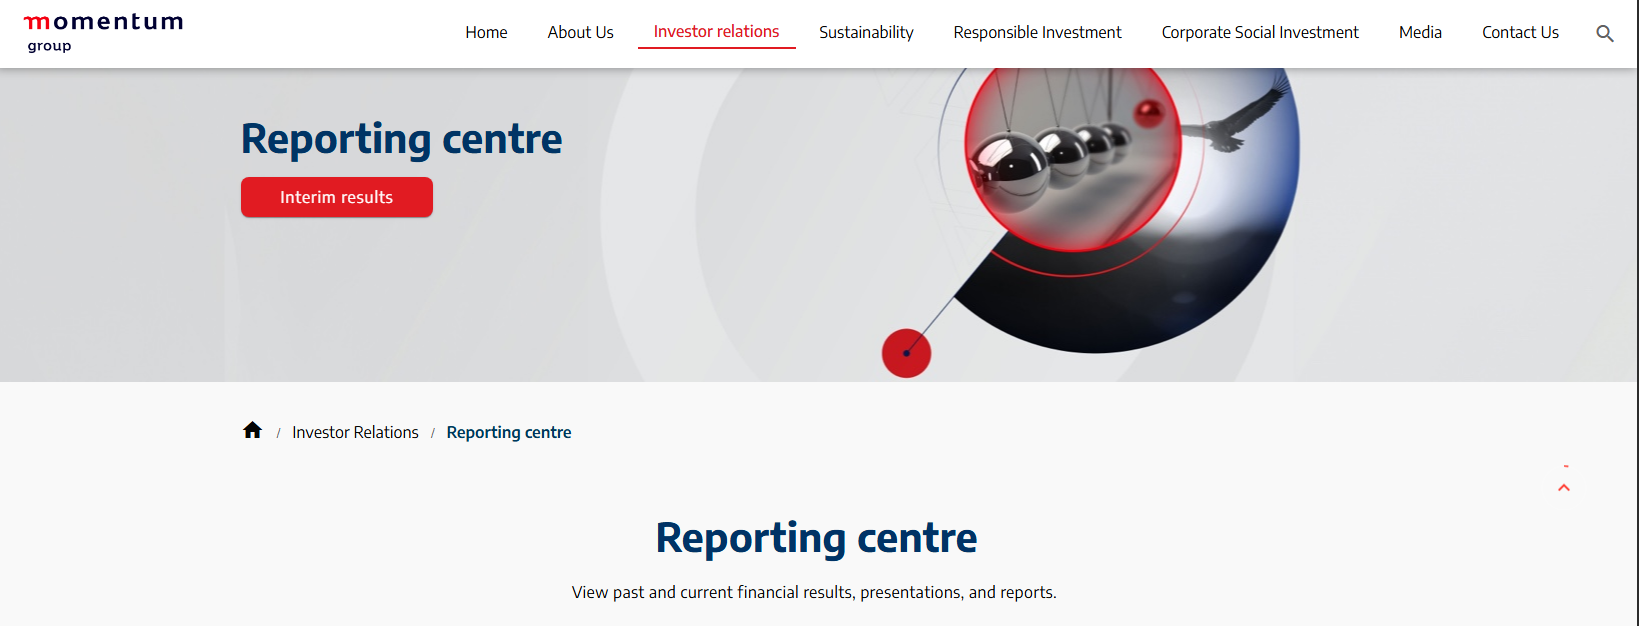 momentum
group
Home
About Us
Investor relations
Sustainability
Responsible Investment
Corporate Social Investment
Media
Contact Us
Reporting centre
Interim results
/ Investor Relations / Reporting centre
Reporting centre
View past and current financial results, presentations, and reports.